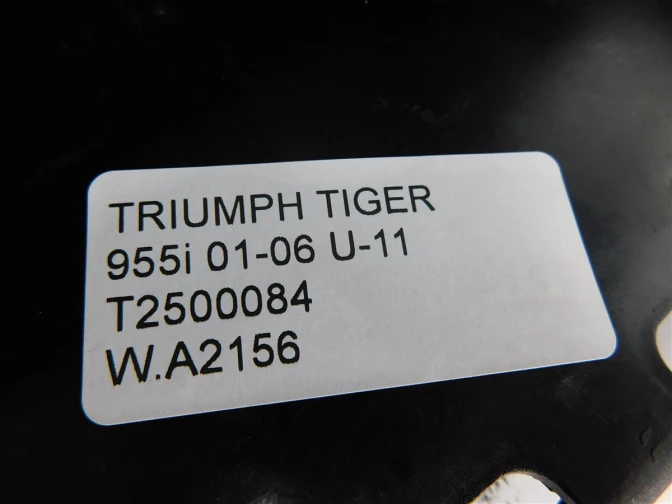 TRIUMPH TIGER
955i 01-06 U-11
T2500084
W.A2156